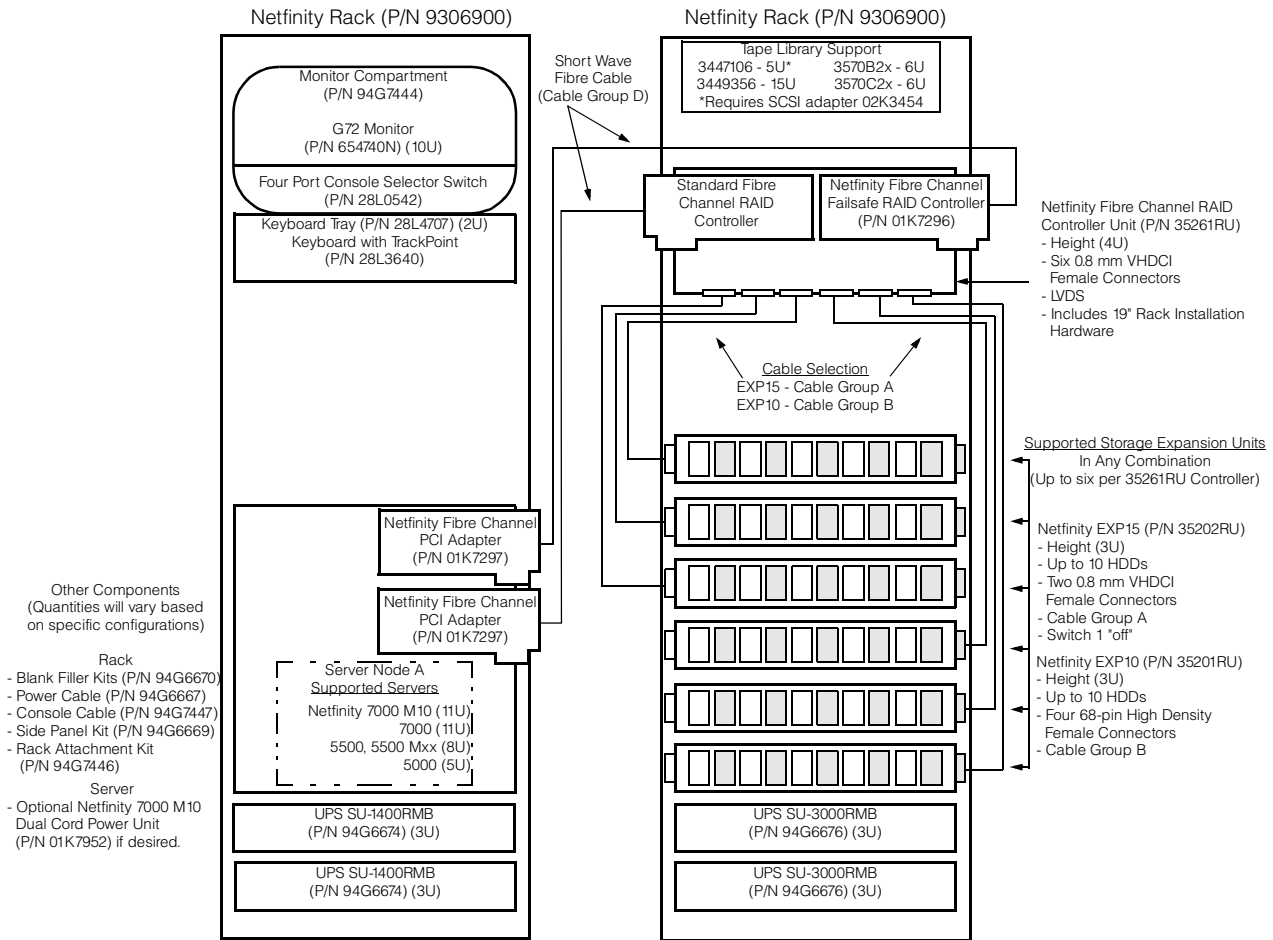 Netfinity Rack (P/N 9306900)
Monitor Compartment
(P/N 94G7444)
G72 Monitor
(P/N 654740N) (10U)
Four Port Console Selector Switch
(P/N 28L0542)
Keyboard Tray (P/N 28L4707) (2U)
Keyboard with TrackPoint
(P/N 28L3640)
Netfinity Fibre Channel
PCI Adapter
(P/N 01K7297)
Netfinity Fibre Channel
PCI Adapter
(P/N 01K7297)
Server Node A
Supported Servers
Netfinity 7000 M10 (11U)
7000 (11U)
5500, 5500 Mxx (8U)
5000 (5U)
UPS SU-1400RMB
(P/N 94G6674) (3U)
UPS SU-1400RMB
(P/N 94G6674) (3U)
Other Components
(Quantities will vary based
on specific configurations)
Rack
- Blank Filler Kits (P/N 94G6670)
- Power Cable (P/N 94G6667)
- Console Cable (P/N 94G7447)
- Side Panel Kit (P/N 94G6669)
- Rack Attachment Kit
(P/N 94G7446)
Server
- Optional Netfinity 7000 M10
Dual Cord Power Unit
(P/N 01K7952) if desired.
Short Wave
Fibre Cable
(Cable Group D)
Netfinity Rack (P/N 9306900)
Tape Library Support
3447106 - 5U* 3570B2x - 6U
3449356 - 15U 3570C2x - 6U
*Requires SCSI adapter 02K3454
Standard Fibre
Channel RAID
Controller
Netfinity Fibre Channel
Failsafe RAID Controller
(P/N 01K7296)
Cable Selection
EXP15 - Cable Group A
EXP10 - Cable Group B
UPS SU-3000RMB
(P/N 94G6676) (3U)
UPS SU-3000RMB
(P/N 94G6676) (3U)
Netfinity Fibre Channel RAID
Controller Unit (P/N 35261RU)
- Height (4U)
- Six 0.8 mm VHDCI
Female Connectors
- LVDS
- Includes 19" Rack Installation
Hardware
Supported Storage Expansion Units
In Any Combination
(Up to six per 35261RU Controller)
Netfinity EXP15 (P/N 35202RU)
- Height (3U)
- Up to 10 HDDs
- Two 0.8 mm VHDCI
Female Connectors
- Cable Group A
- Switch 1 "off"
Netfinity EXP10 (P/N 35201RU)
- Height (3U)
- Up to 10 HDDs
- Four 68-pin High Density
Female Connectors
- Cable Group B